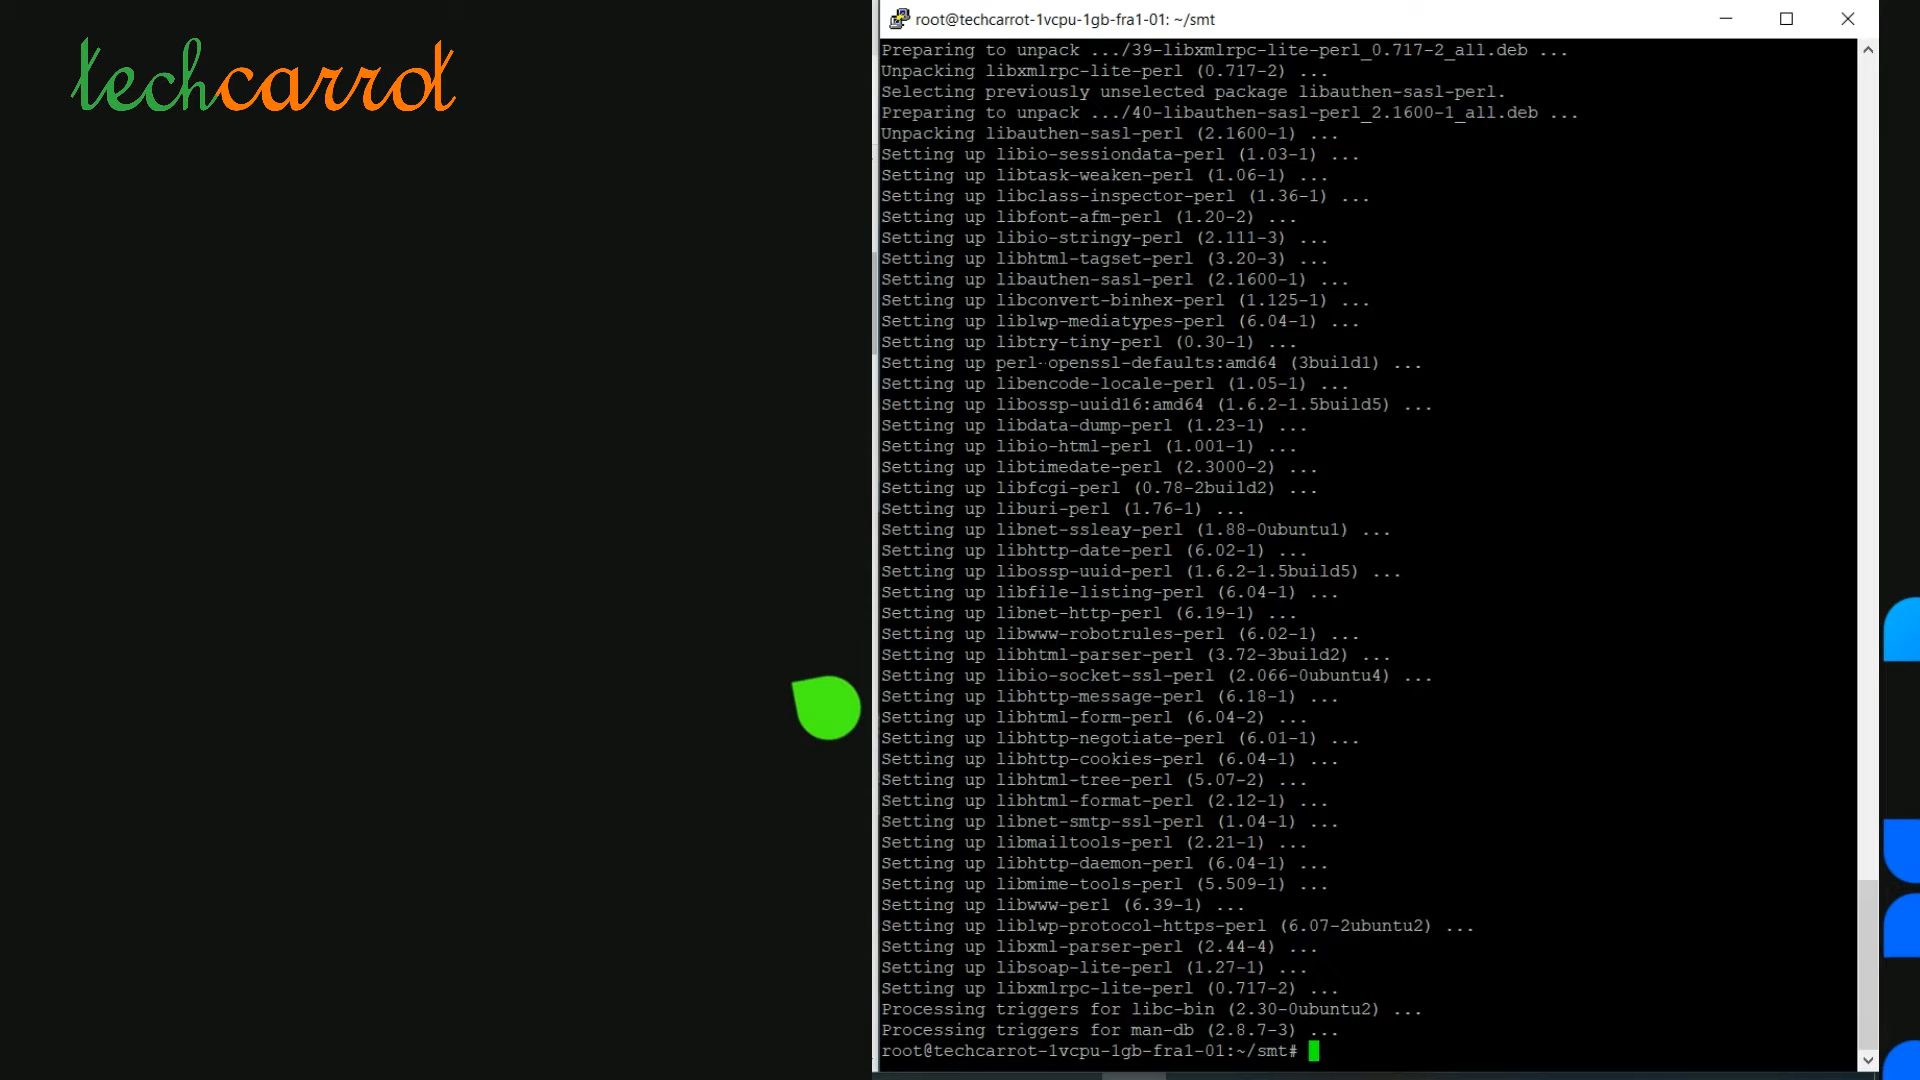 techcarrot
root@techcarrot-1vcpu-1gb-fra1-01: ~/smt
Preparing to unpack .../39-libxmlrpc-lite-perl_0.717-2_all.deb ...
Unpacking libxmlrpc-lite-perl (0.717-2) ...
Selecting previously unselected package libauthen-sasl-perl.
Preparing to unpack .../40-libauthen-sasl-perl_2.1600-1_all.deb ...
Unpacking libauthen-sasl-perl (2.1600-1) ...
Setting up libio-sessiondata-perl (1.03-1) ...
Setting up libtask-weaken-perl (1.06-1) ...
Setting up libclass-inspector-perl (1.36-1) ...
Setting up libfont-afm-perl (1.20-2) ...
Setting up libio-stringy-perl (2.111-3) ...
Setting up libhtml-tagset-perl (3.20-3) ...
Setting up libauthen-sasl-perl (2.1600-1) ...
Setting up libconvert-binhex-perl (1.125-1) ...
Setting up liblwp-mediatypes-perl (6.04-1) ...
Setting up libtry-tiny-perl (0.30-1) ...
Setting up perl-openssl-defaults:amd64 (3build1) ...
Setting up libencode-locale-perl (1.05-1) ...
Setting up libossp-uuid16:amd64 (1.6.2-1.5build5) ...
Setting up libdata-dump-perl (1.23-1) ...
Setting up libio-html-perl (1.001-1) ...
Setting up libtimedate-perl (2.3000-2) ...
Setting up libfcgi-perl (0.78-2build2) ...
Setting up liburi-perl (1.76-1) ...
Setting up libnet-ssleay-perl (1.88-0ubuntu1) ...
Setting up libhttp-date-perl (6.02-1) ...
Setting up libossp-uuid-perl (1.6.2-1.5build5) ...
Setting up libfile-listing-perl (6.04-1) ...
Setting up libnet-http-perl (6.19-1) ...
Setting up libwww-robotrules-perl (6.02-1) ...
Setting up libhtml-parser-perl (3.72-3build2) ...
Setting up libio-socket-ssl-perl (2.066-0ubuntu4) ...
Setting up libhttp-message-perl (6.18-1) ...
Setting up libhtml-form-perl (6.04-2) ...
Setting up libhttp-negotiate-perl (6.01-1) ...
Setting up libhttp-cookies-perl (6.04-1) ...
Setting up libhtml-tree-perl (5.07-2) ...
Setting up libhtml-format-perl (2.12-1) ...
Setting up libnet-smtp-ssl-perl (1.04-1) ...
Setting up libmailtools-perl (2.21-1) ...
Setting up libhttp-daemon-perl (6.04-1) ...
Setting up libmime-tools-perl (5.509-1) ...
Setting up libwww-perl (6.39-1) ...
Setting up liblwp-protocol-https-perl (6.07-2ubuntu2) ...
Setting up libxml-parser-perl (2.44-4) ...
Setting up libsoap-lite-perl (1.27-1) ...
Setting up libxmlrpc-lite-perl (0.717-2) ...
Processing triggers for libc-bin (2.30-0ubuntu2) ...
Processing triggers for man-db (2.8.7-3) ...
root@techcarrot-1vcpu-1gb-fra1-01:~/smt#